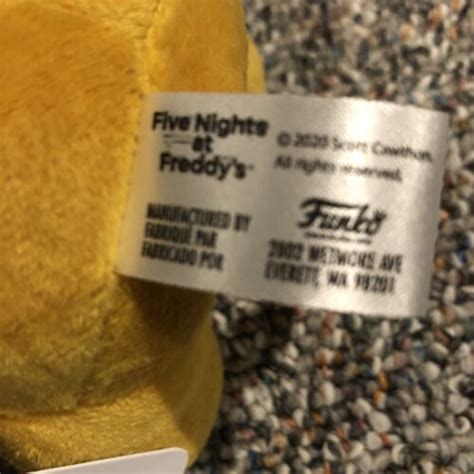 Five Nights
at
Freddy's™
© 2020 Scott Cawthon.
All rights reserved.
MANUFACTURED BY
FABRIQUÉ PAR
FABRICADO POR
Funko
2802 WETMORE AVE
EVERETT, WA 98201